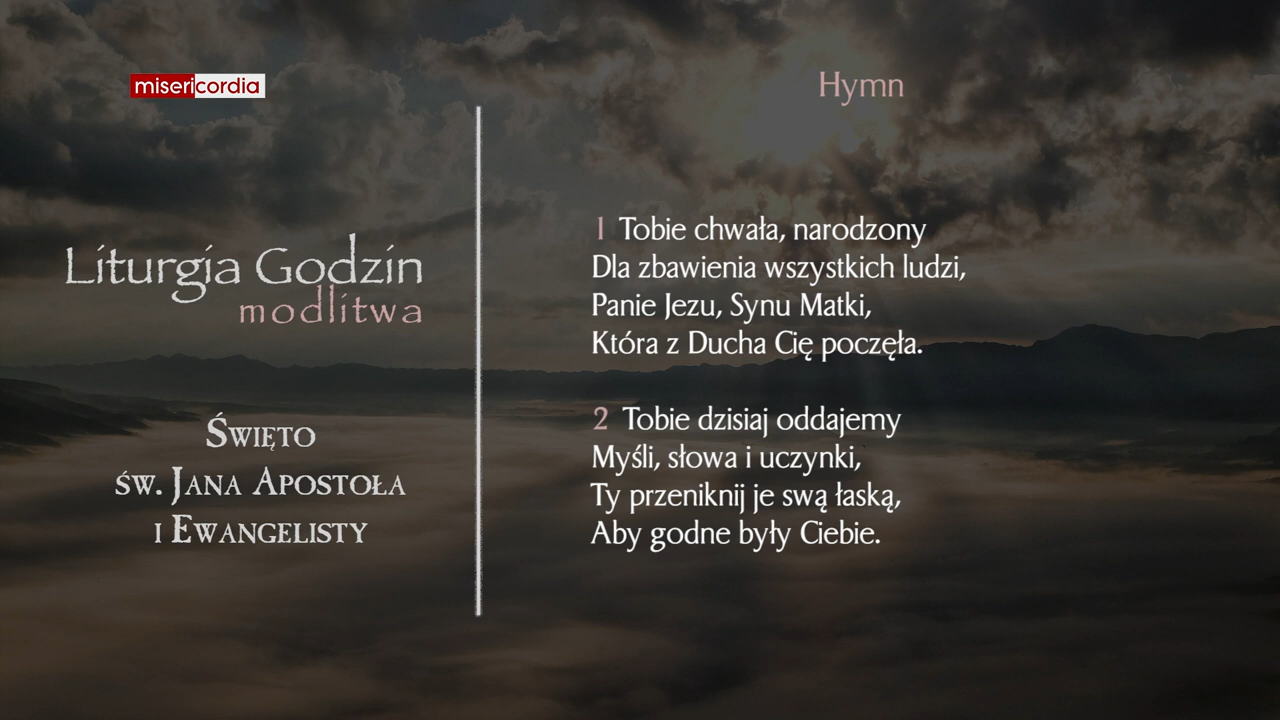 misericordia
Liturgia Godzin
modlitwa
Święto
św. Jana Apostoła
i Ewangelisty
Hymn
1 Tobie chwała, narodzony
Dla zbawienia wszystkich ludzi,
Panie Jezu, Synu Matki,
Która z Ducha Cię poczęła.
2 Tobie dzisiaj oddajemy
Myśli, słowa i uczynki,
Ty przeniknij je swą łaską,
Aby godne były Ciebie.